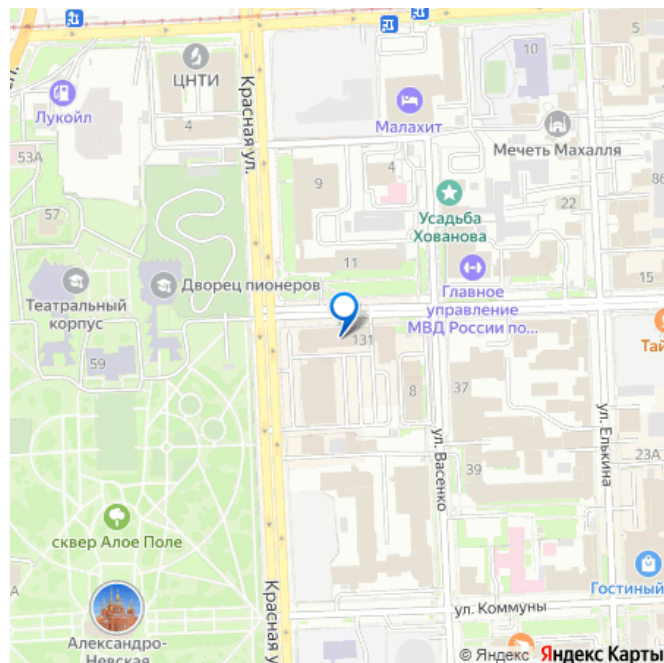 10
5
ЦНТИ
Лукойл
4
53А
Красная ул.
Малахит
Мечеть Махалля
9
4
86
57
Усадьба
Хованова
22
11
Театральный
корпус
Дворец пионеров
Главное
управление
МВД России по...
15
Тай
59
131
8
37
ул. Васенко
ул. Елькина
39
23А
сквер Алое Поле
Гостиный
Красная у
ул. Коммуны
Александро-
Невская
© Яндекс Яндекс Карты